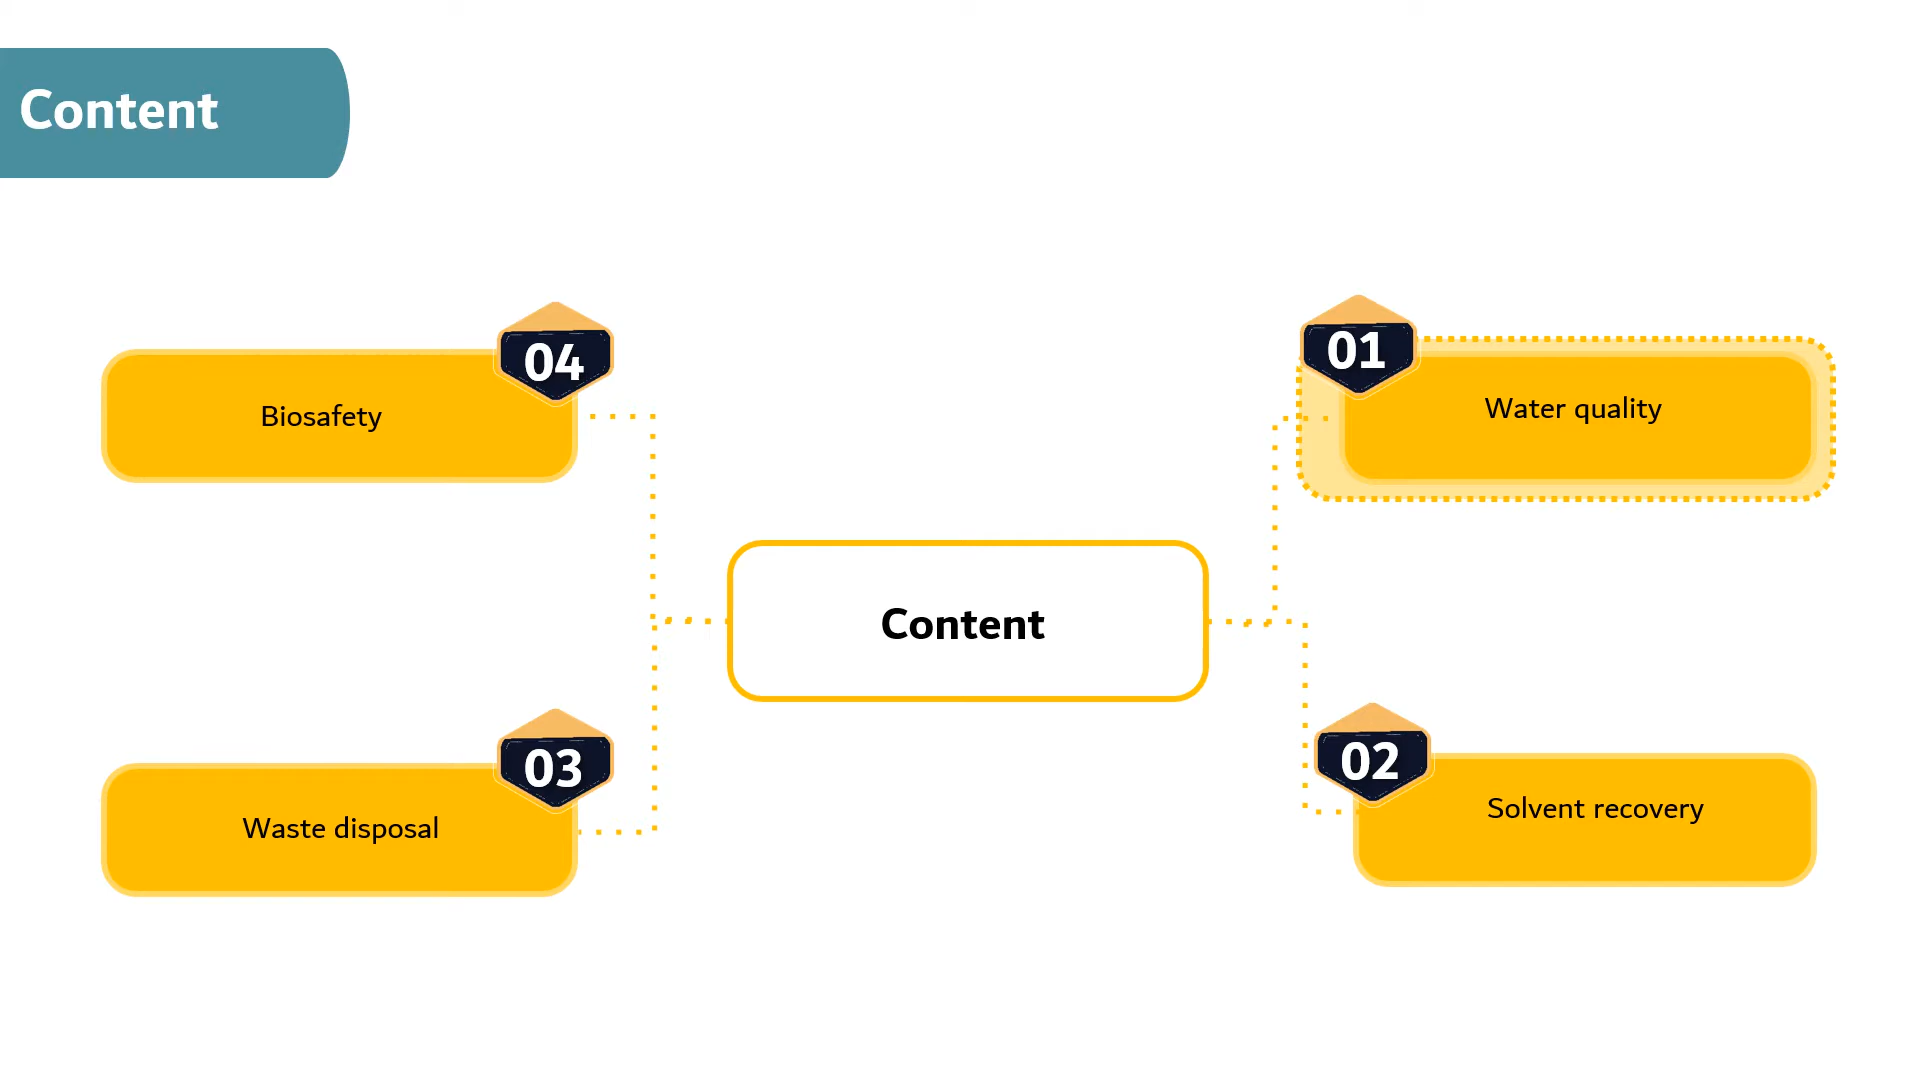 Content
01
Water quality
02
Solvent recovery
03
Waste disposal
04
Biosafety
Content